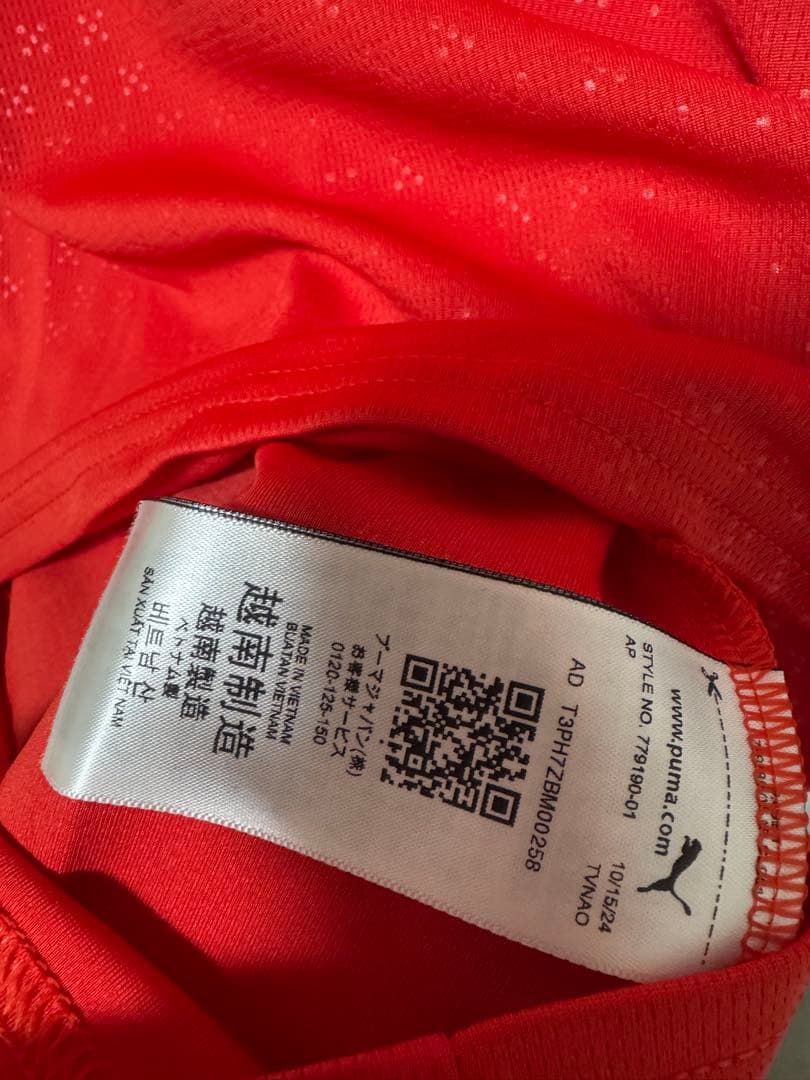 www.puma.com
STYLE NO. 779190-01 10/15/24
AP TVNAO
AD T3PH7ZBM00258
プーマジャパン(株)
お客様サービス
0120-125-150
MADE IN VIETNAM
BUATAN VIETNAM
越南制造
越南製造
ベトナム製
베트남 산
SẢN XUẤT TẠI VIỆT NAM